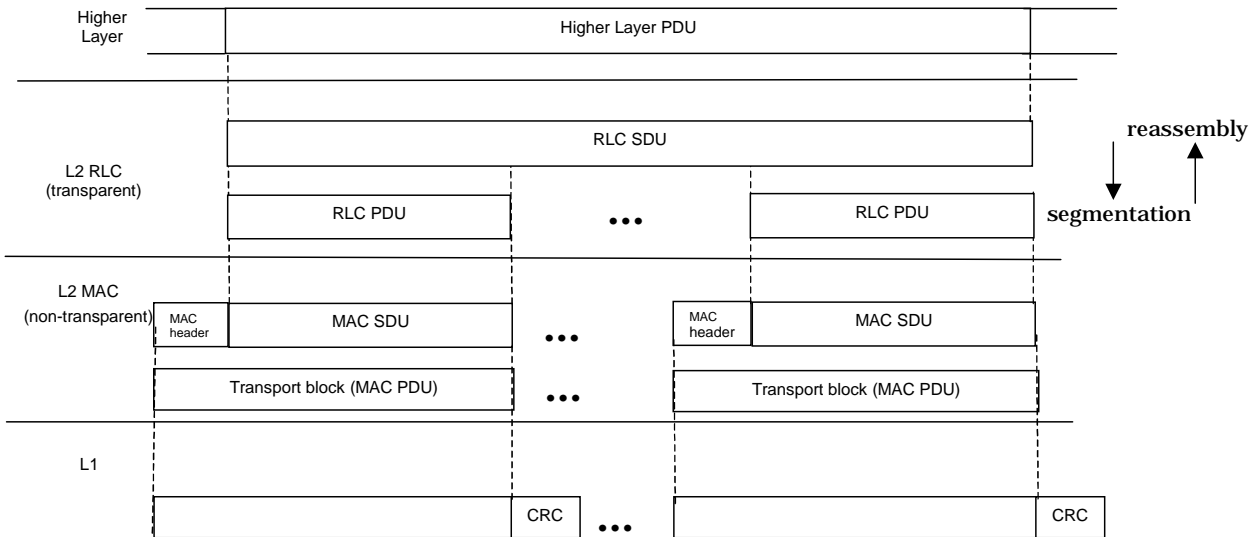 Higher
Layer
Higher Layer PDU
RLC SDU
reassembly
L2 RLC
(transparent)
RLC PDU
•••
RLC PDU
segmentation
L2 MAC
(non-transparent)
MAC
header
MAC SDU
•••
MAC
header
MAC SDU
Transport block (MAC PDU)
•••
Transport block (MAC PDU)
L1
CRC
•••
CRC